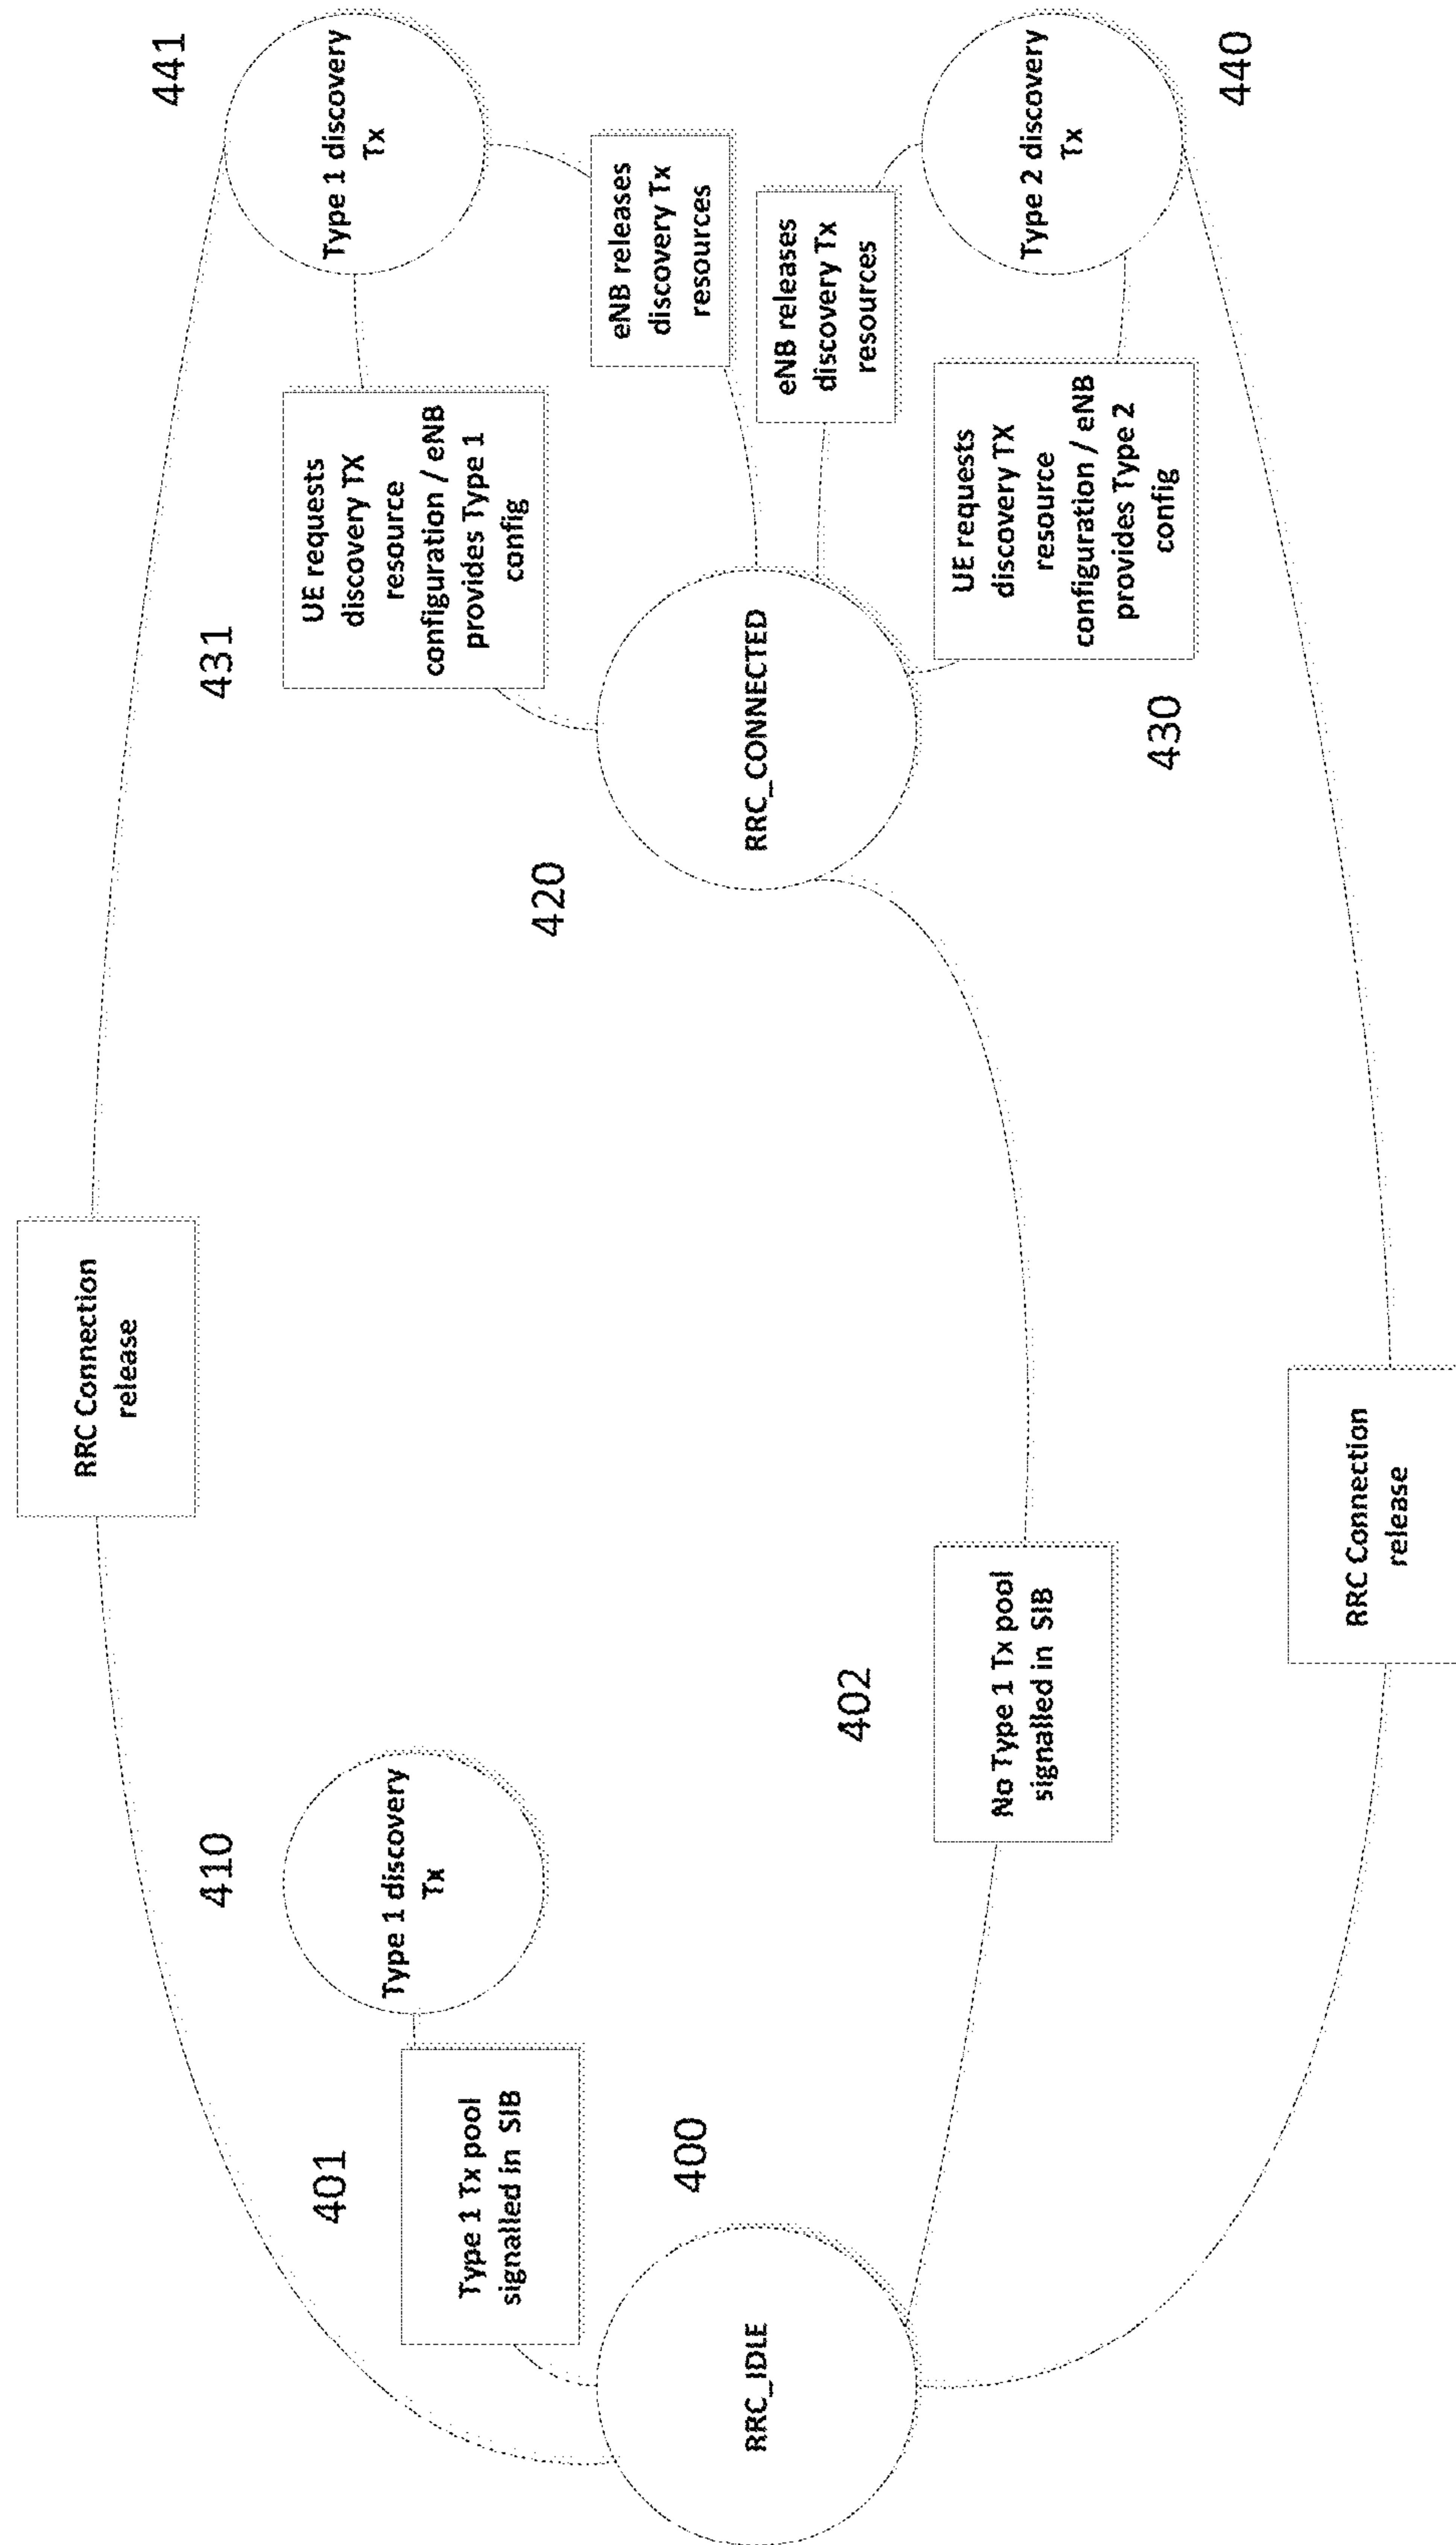 RRC Connection
release
441
Type 1 discovery
Tx
431
UE requests
discovery TX
resource
configuration / eNB
provides Type 1
config
eNB releases
discovery Tx
resources
410
Type 1 discovery
Tx
401
Type 1 Tx pool
signalled in SIB
400
RRC_IDLE
420
RRC_CONNECTED
eNB releases
discovery Tx
resources
402
No Type 1 Tx pool
signalled in SIB
UE requests
discovery TX
resource
configuration / eNB
provides Type 2
config
430
Type 2 discovery
Tx
440
RRC Connection
release